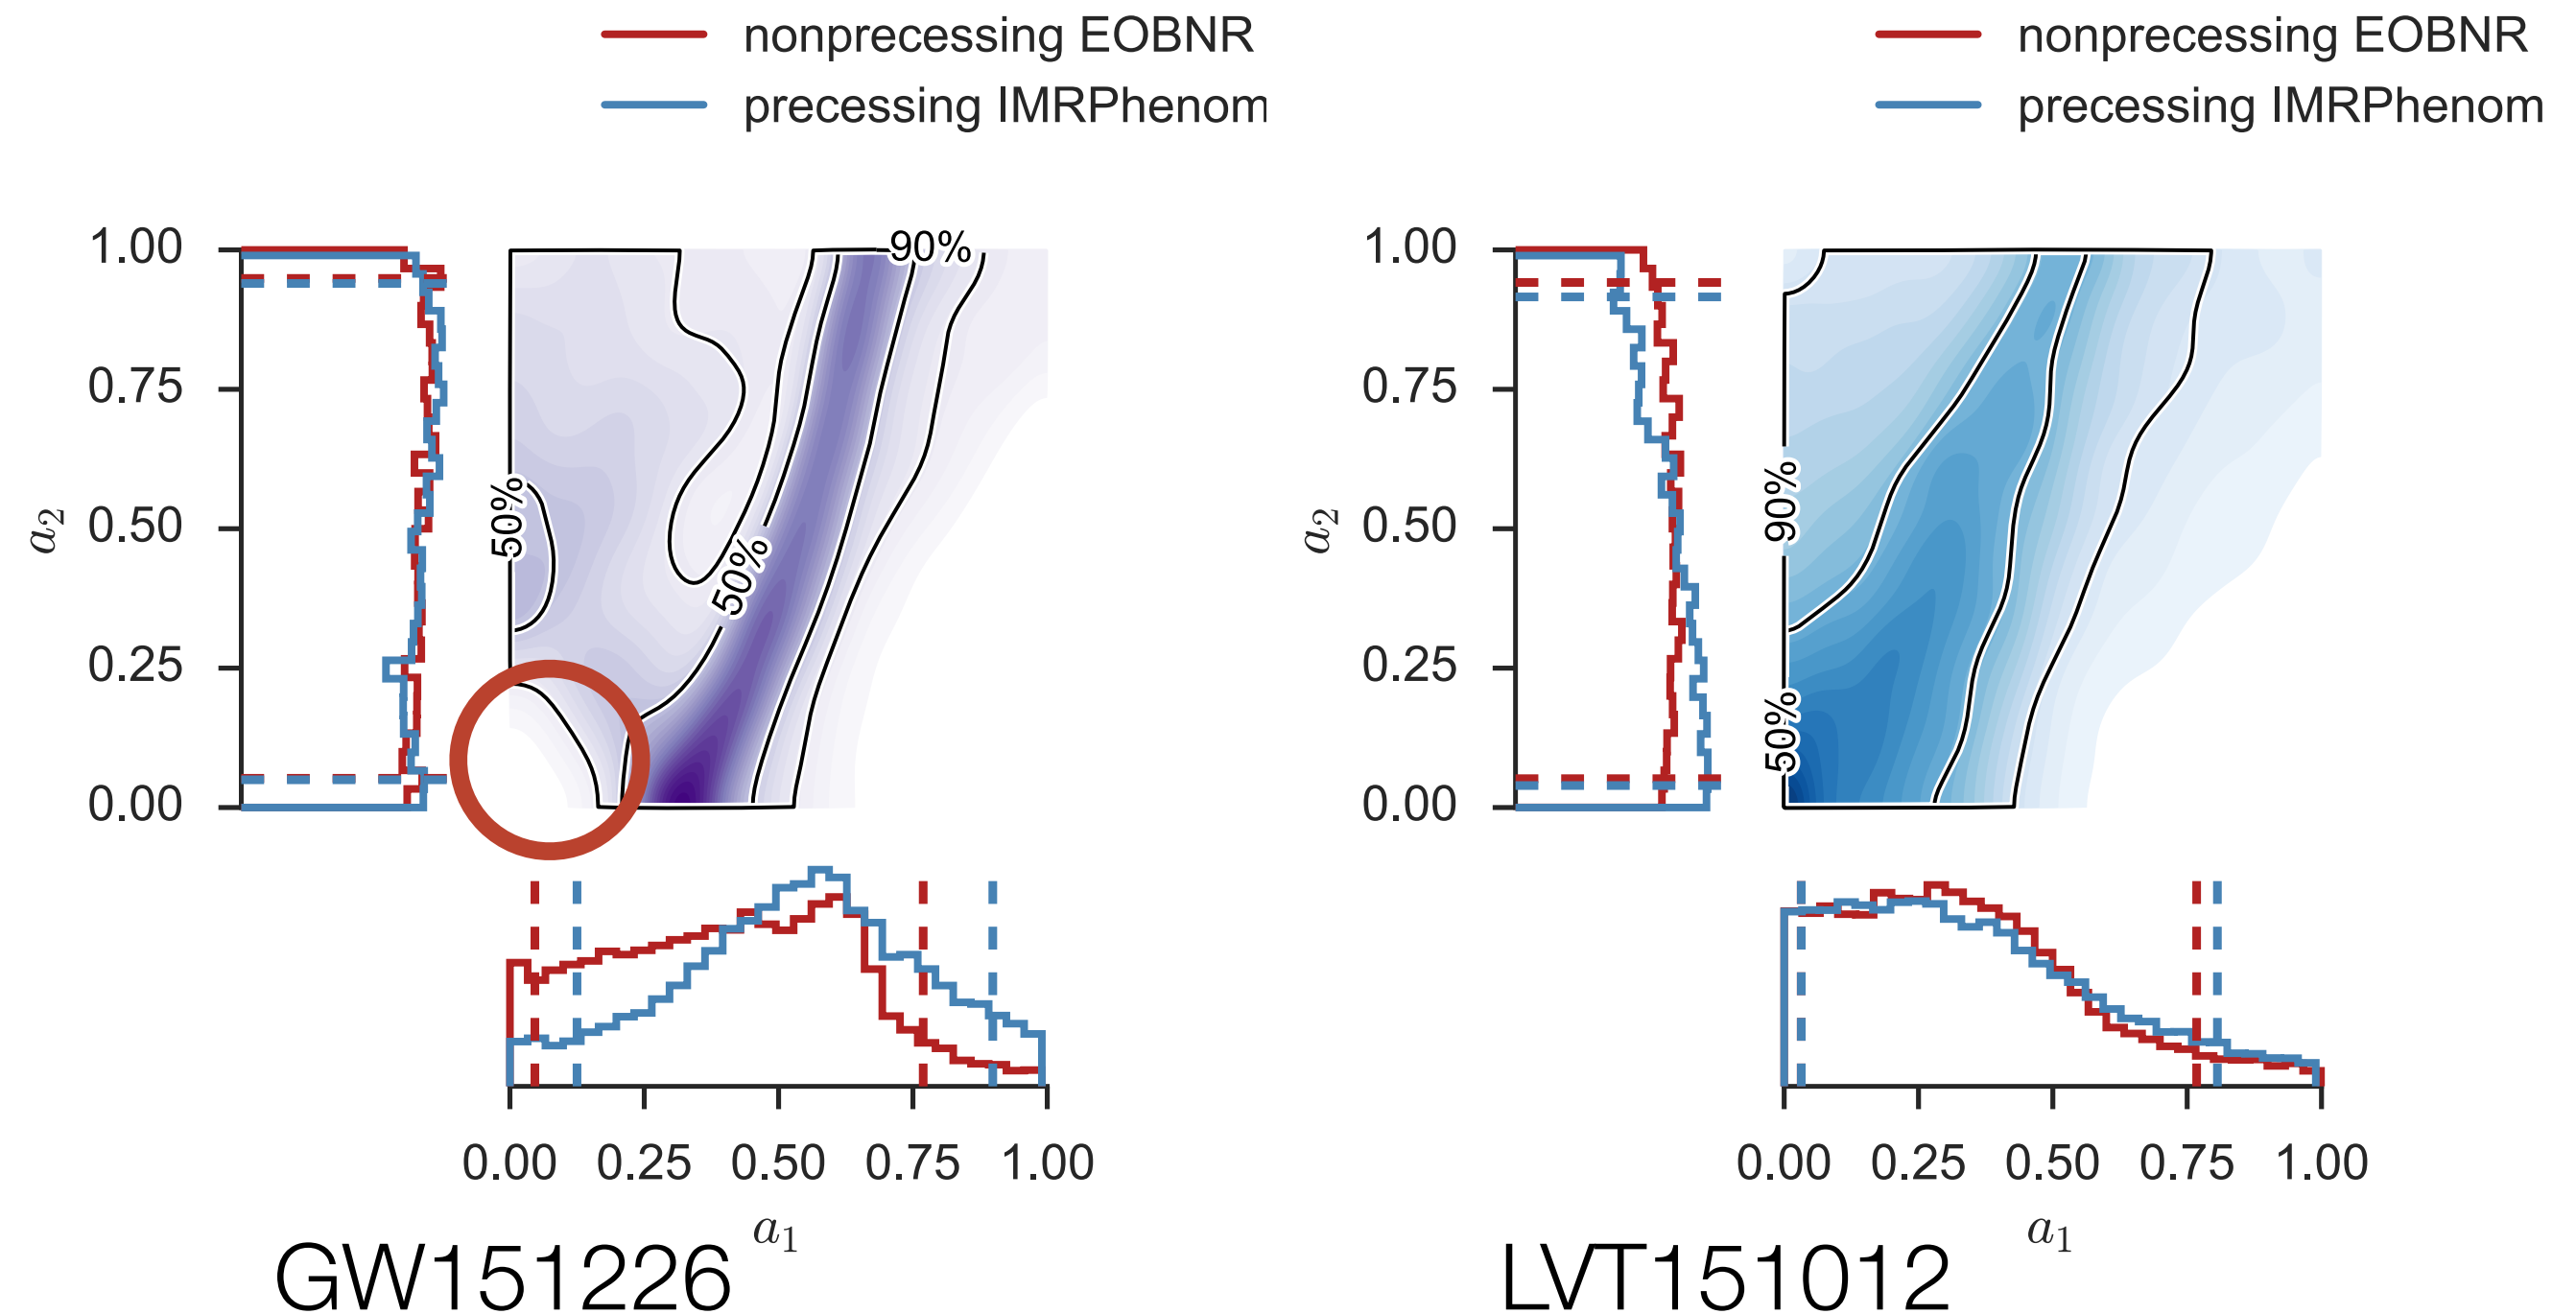 nonprecessing EOBNR
precessing IMRPhenom
1.00
0.75
0.50
0.25
0.00
a2
90%
50%
50%
0.00 0.25 0.50 0.75 1.00
a1
GW151226
nonprecessing EOBNR
precessing IMRPhenom
1.00
0.75
0.50
0.25
0.00
a2
90%
50%
0.00 0.25 0.50 0.75 1.00
a1
LVT151012